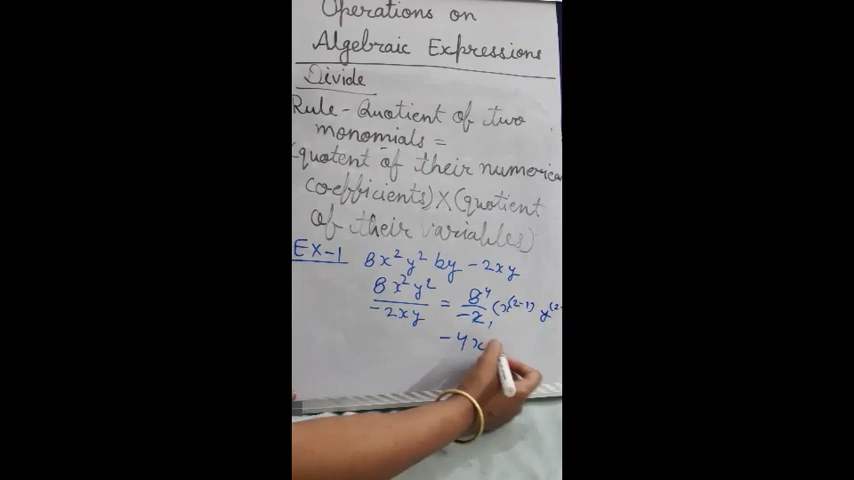 Operations on
Algebraic Expressions
Divide
Rule - Quotient of two
monomials =
(quotent of their numerical
coefficients) X (quotient
of their variables)
EX-1 8x²y² by -2xy
8x²y² / -2xy = 8⁴ / -2₁ (x⁽²⁻¹⁾ y⁽²⁻
-4x